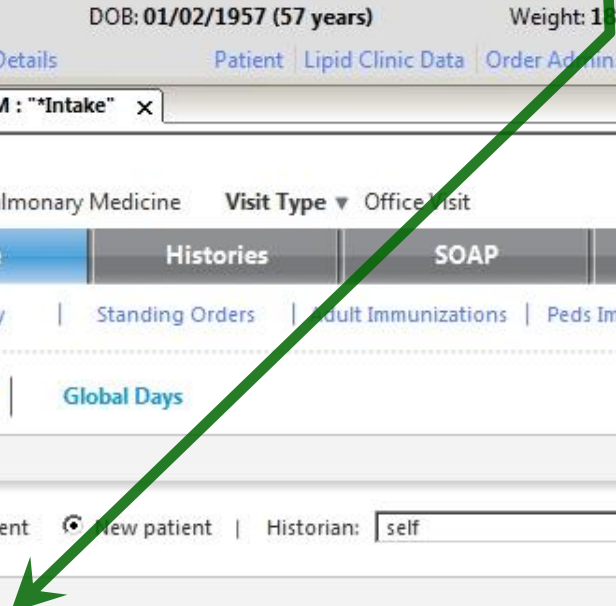 DOB: 01/02/1957 (57 years) Weight: 18
Details Patient | Lipid Clinic Data | Order Admin
M : "*Intake" x
lmonary Medicine Visit Type ▼ Office Visit
Histories SOAP
y | Standing Orders | Adult Immunizations | Peds Im
| Global Days
ent New patient | Historian: self